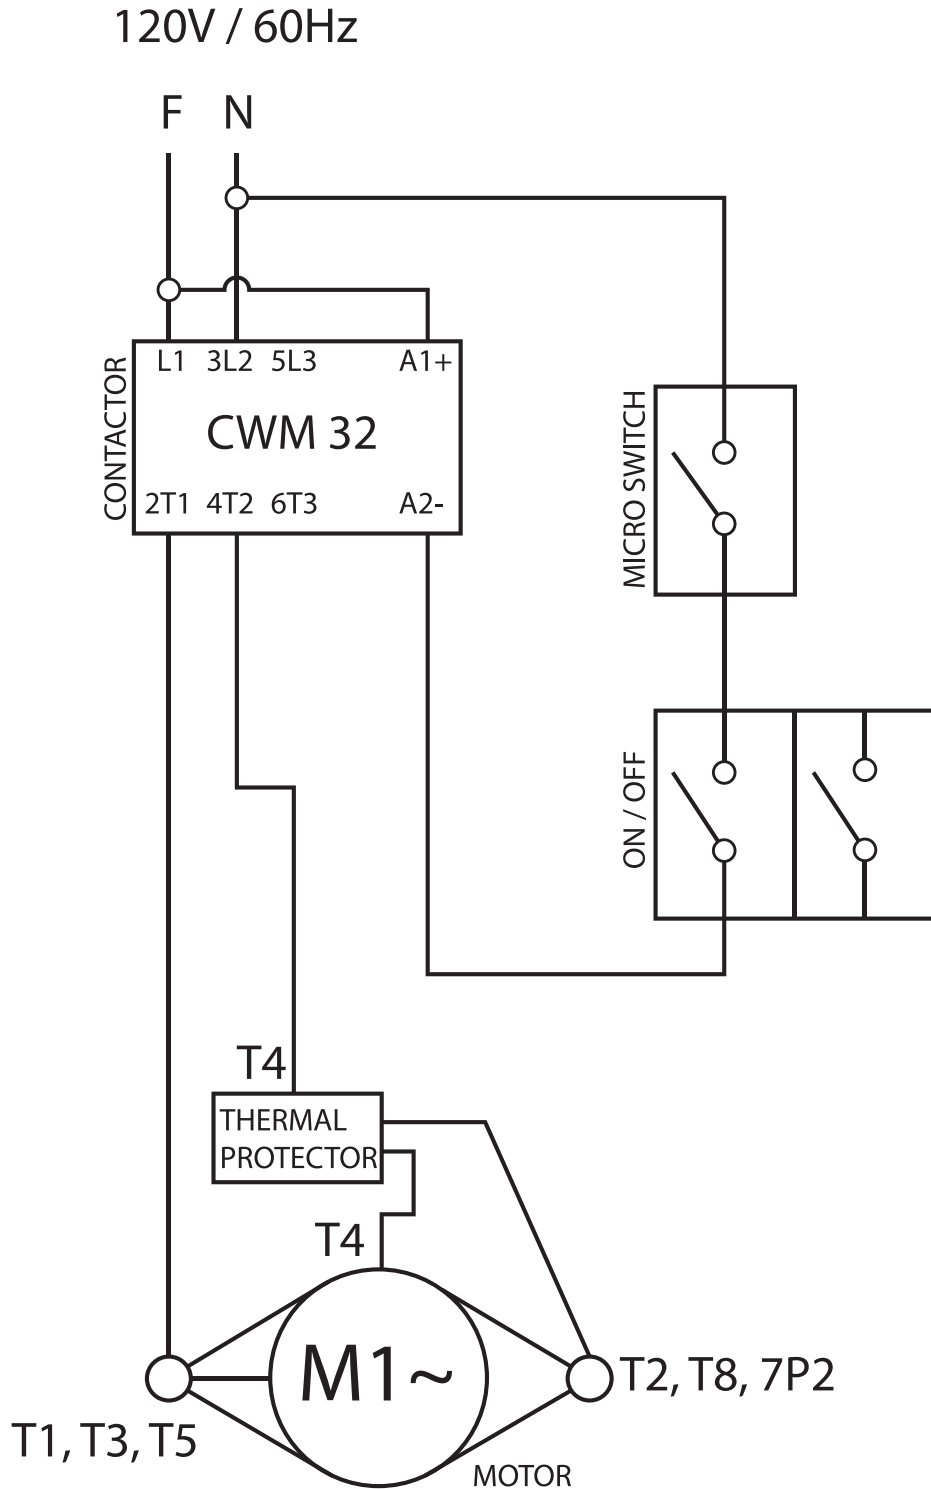 120V / 60Hz
F N
L1 3L2 5L3 A1+
CONTACTOR
CWM 32
2T1 4T2 6T3 A2-
MICRO SWITCH
ON / OFF
T4
THERMAL
PROTECTOR
T4
M1~
T2, T8, 7P2
T1, T3, T5
MOTOR